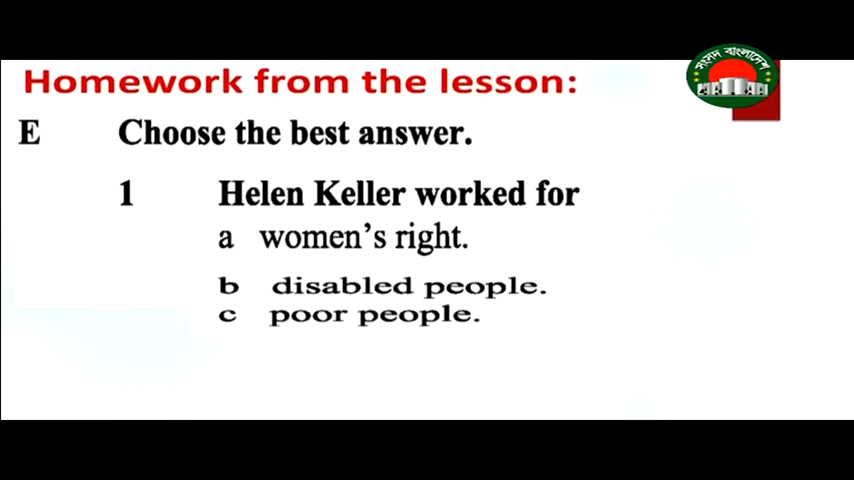 সংসদ বাংলাদেশ
Homework from the lesson:
E Choose the best answer.
1 Helen Keller worked for
a women's right.
b disabled people.
c poor people.